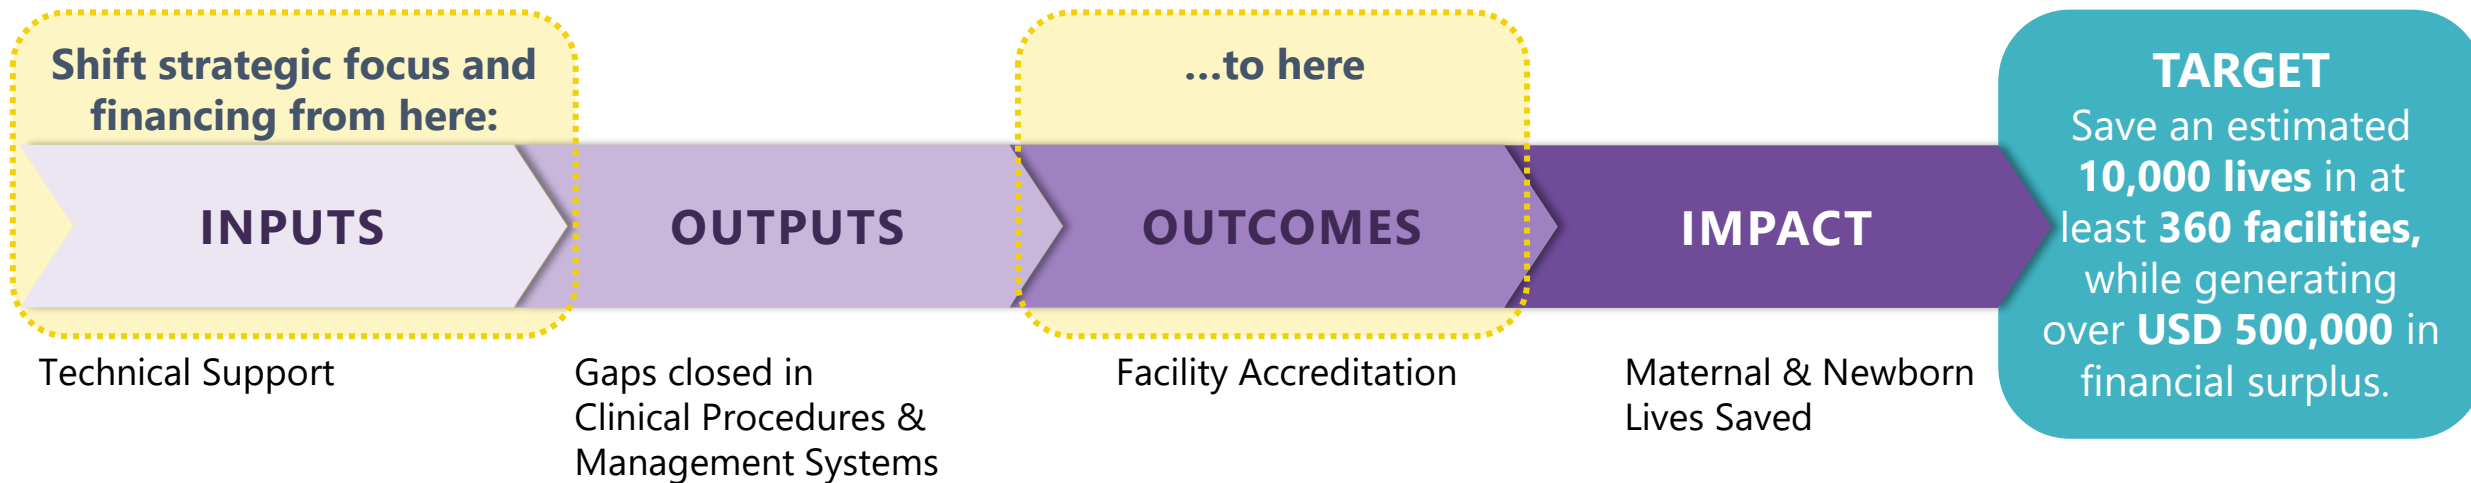 Shift strategic focus and
financing from here:
...to here
TARGET
Save an estimated
10,000 lives in at
least 360 facilities,
while generating
over USD 500,000 in
financial surplus.
INPUTS
OUTPUTS
OUTCOMES
IMPACT
Technical Support
Gaps closed in
Clinical Procedures &
Management Systems
Facility Accreditation
Maternal & Newborn
Lives Saved